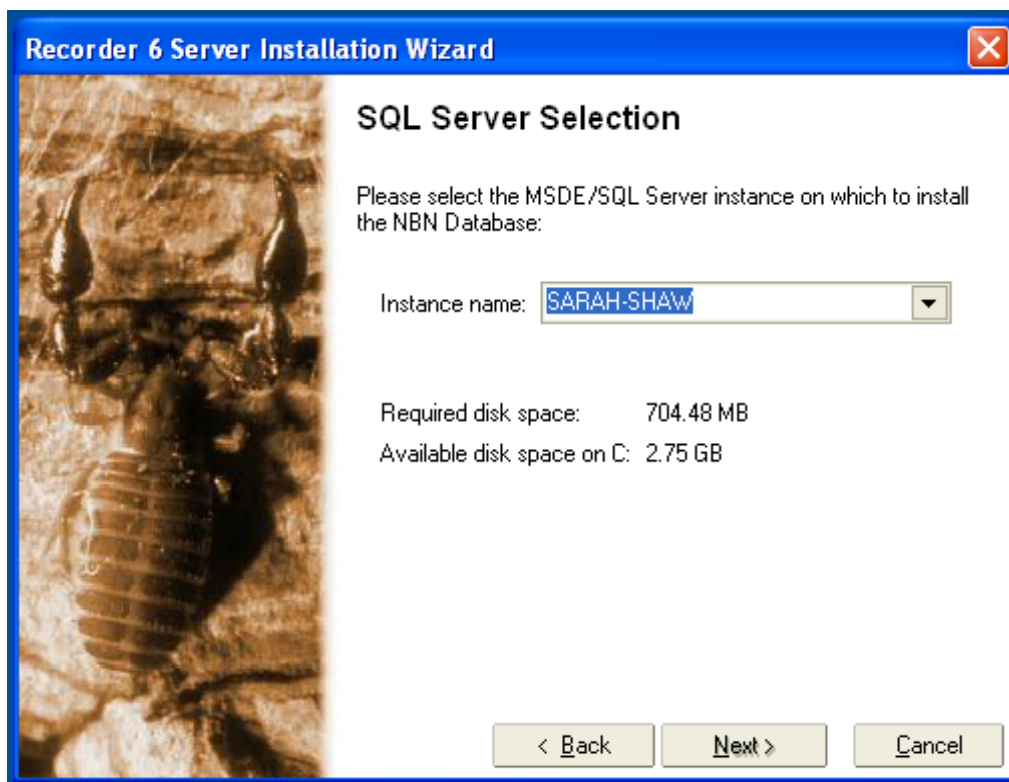 Recorder 6 Server Installation Wizard
SQL Server Selection
Please select the MSDE/SQL Server instance on which to install
the NBN Database:
Instance name: SARAH-SHAW
Required disk space: 704.48 MB
Available disk space on C: 2.75 GB
< Back Next > Cancel